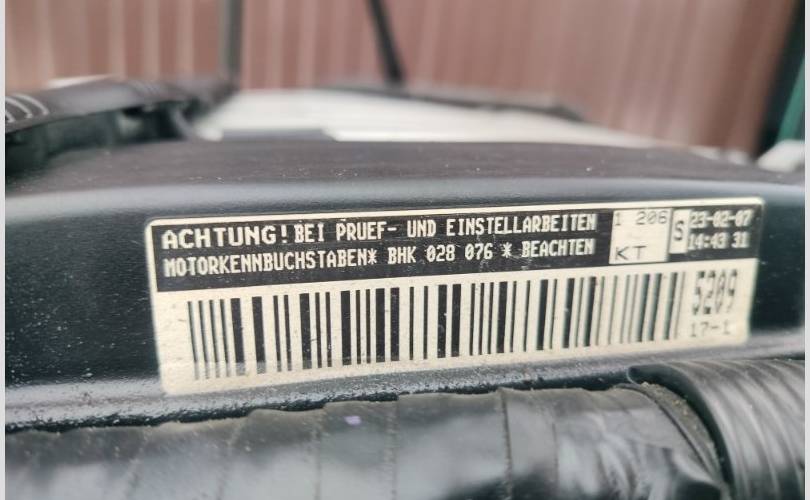 ACHTUNG! BEI PRUEF- UND EINSTELLARBEITEN
MOTORKENNBUCHSTABEN* BHK 028 076 * BEACHTEN
1 206
KT
S
23-02-07
14:43 31
5209
17-1